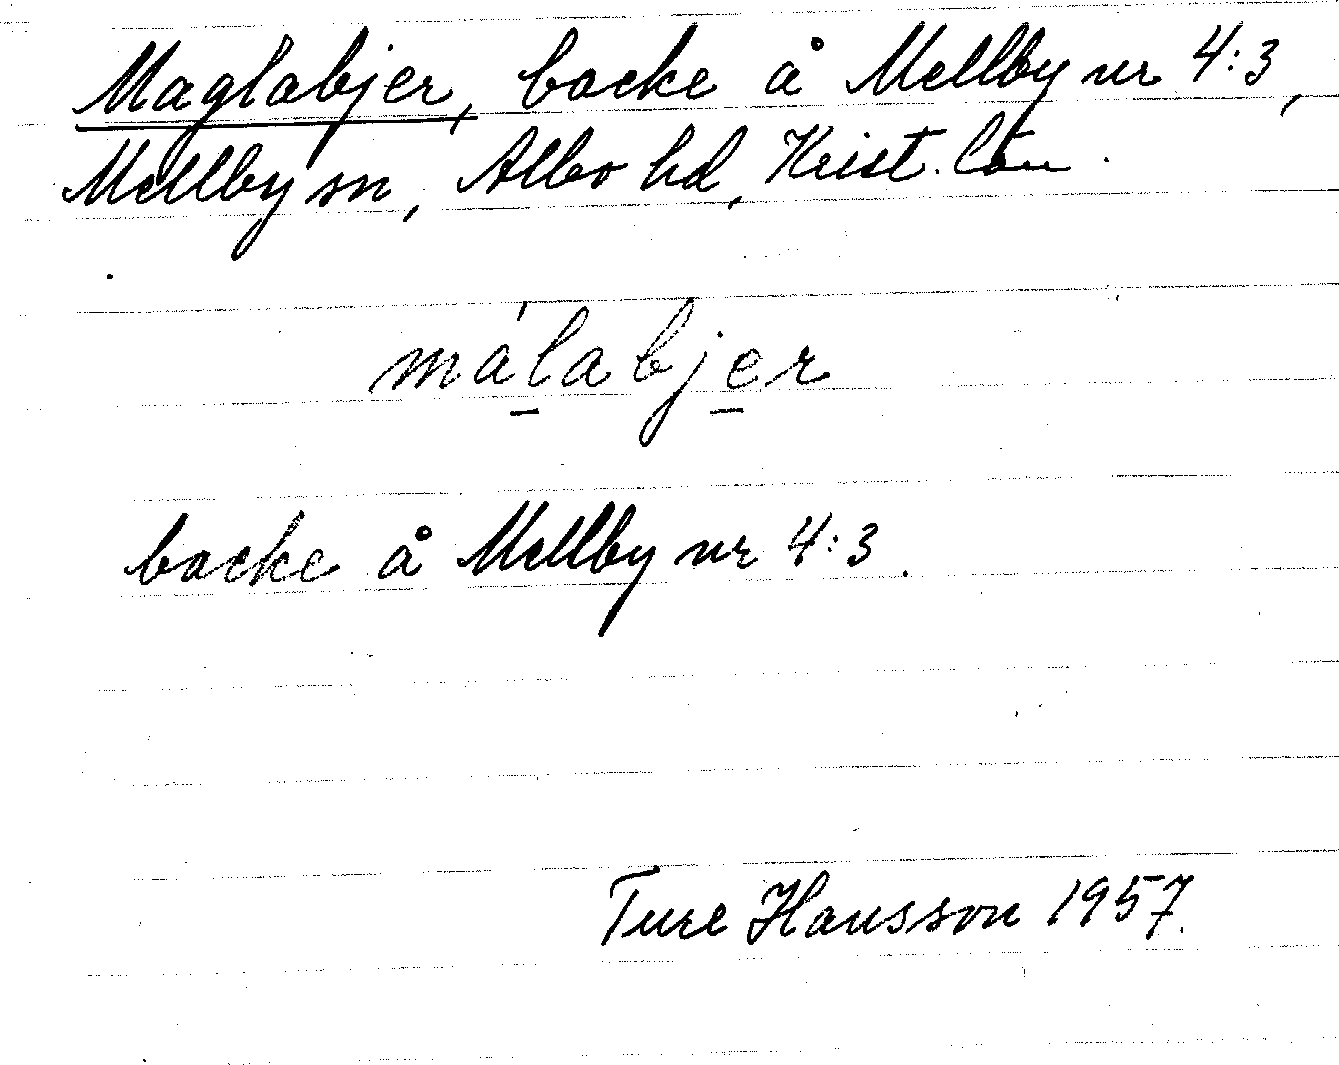 Maglabjer, backe å Mellby nr 4:3,
Mellby sn, Albo hd, Krist. län.
málabjer
backe å Mellby nr 4:3.
Ture Hansson 1957.